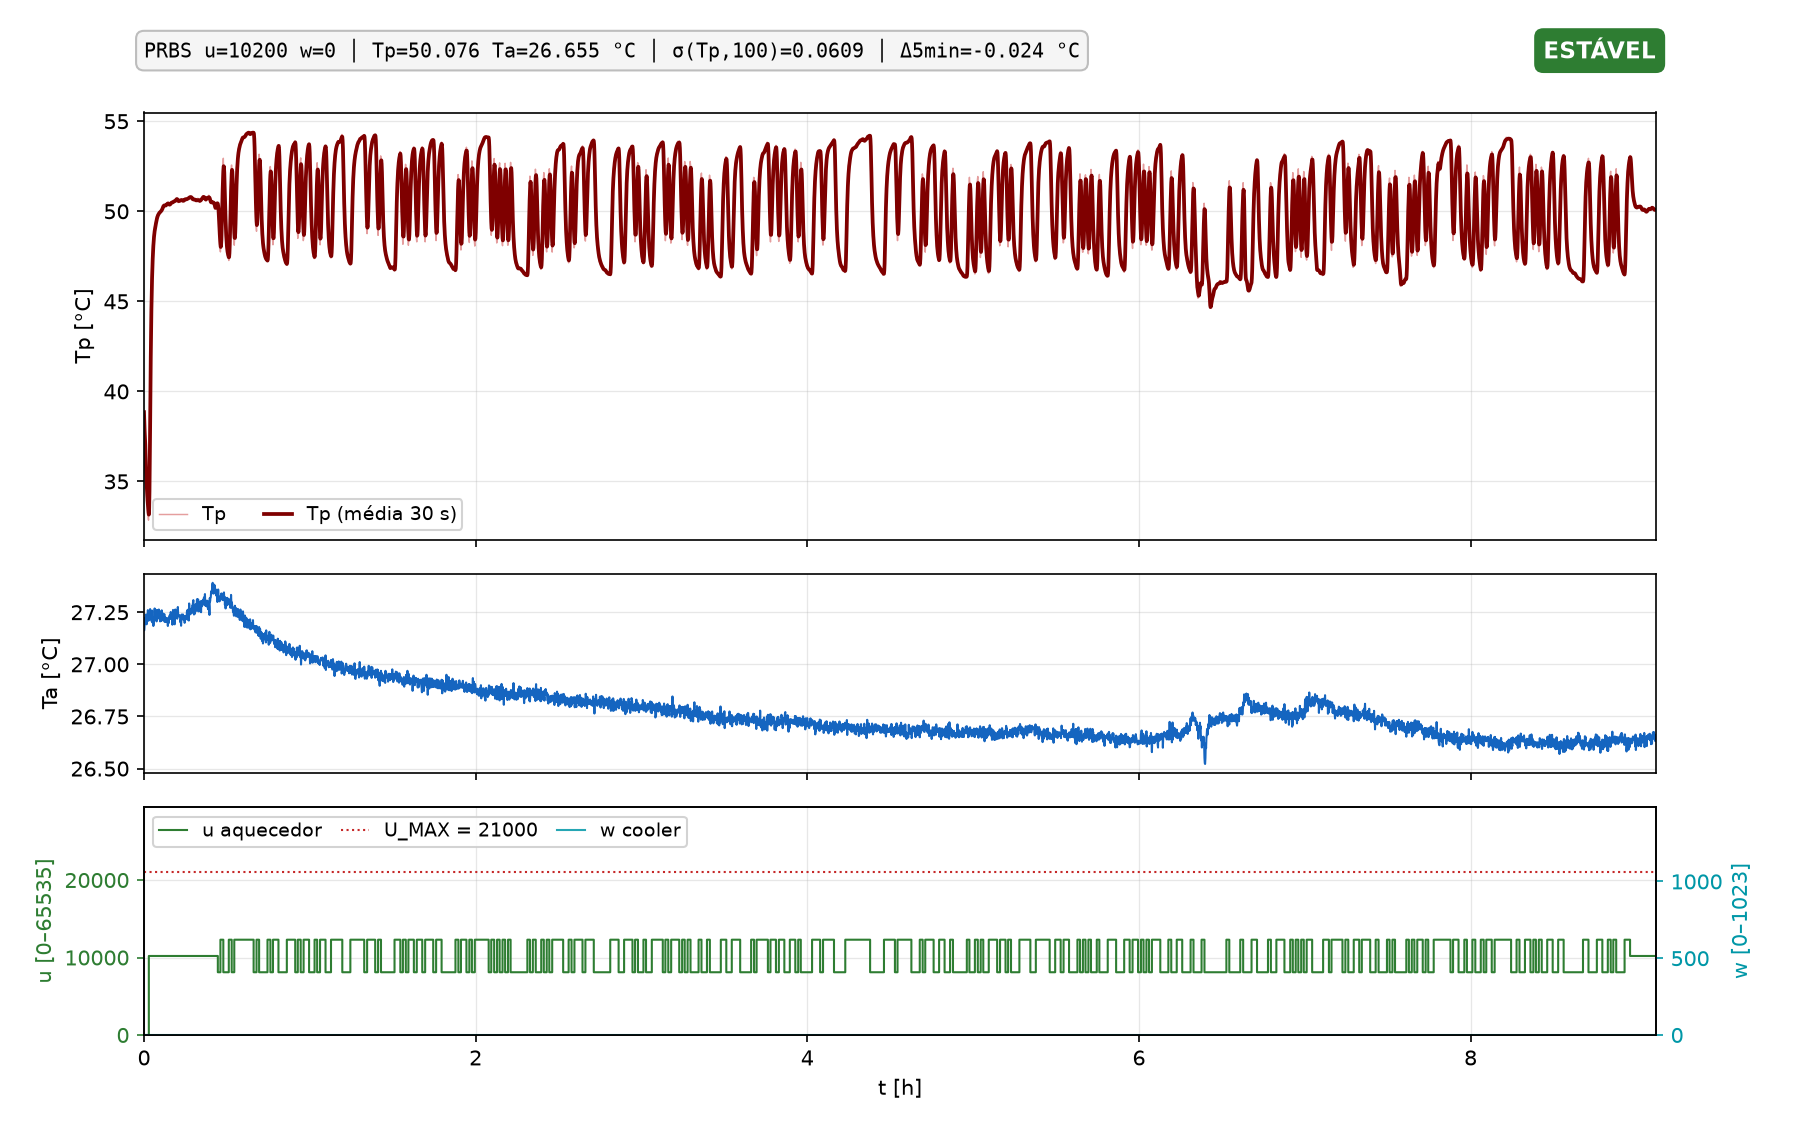 PRBS u=10200 w=0 | Tp=50.076 Ta=26.655 °C | σ(Tp,100)=0.0609 | Δ5min=-0.024 °C
ESTÁVEL
55
50
45
40
35
Tp [°C]
Tp
Tp (média 30 s)
27.25
27.00
26.75
26.50
Ta [°C]
u aquecedor
U_MAX = 21000
w cooler
20000
10000
0
u [0–65535]
1000
500
0
w [0–1023]
0
2
4
6
8
t [h]